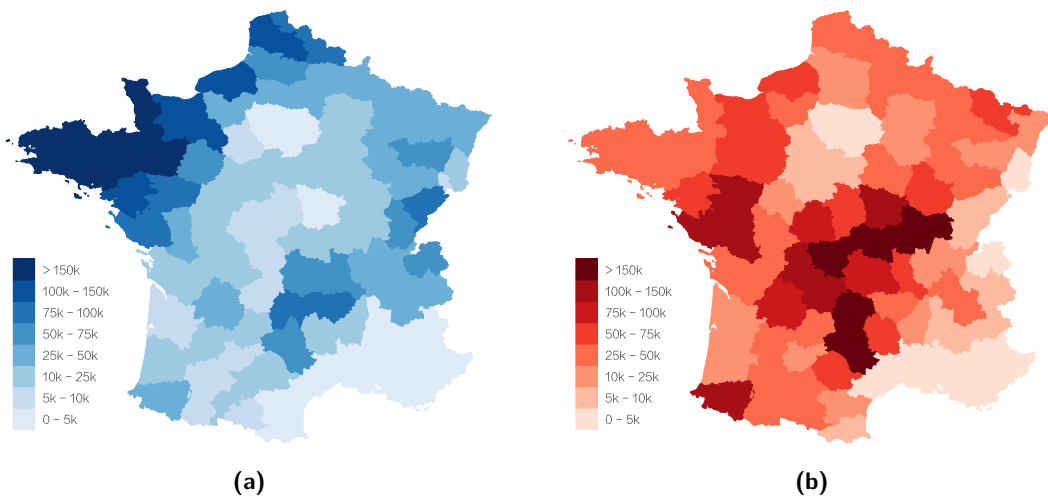 > 150k
100k – 150k
75k – 100k
50k – 75k
25k – 50k
10k – 25k
5k – 10k
0 – 5k
(a)
> 150k
100k – 150k
75k – 100k
50k – 75k
25k – 50k
10k – 25k
5k – 10k
0 – 5k
(b)